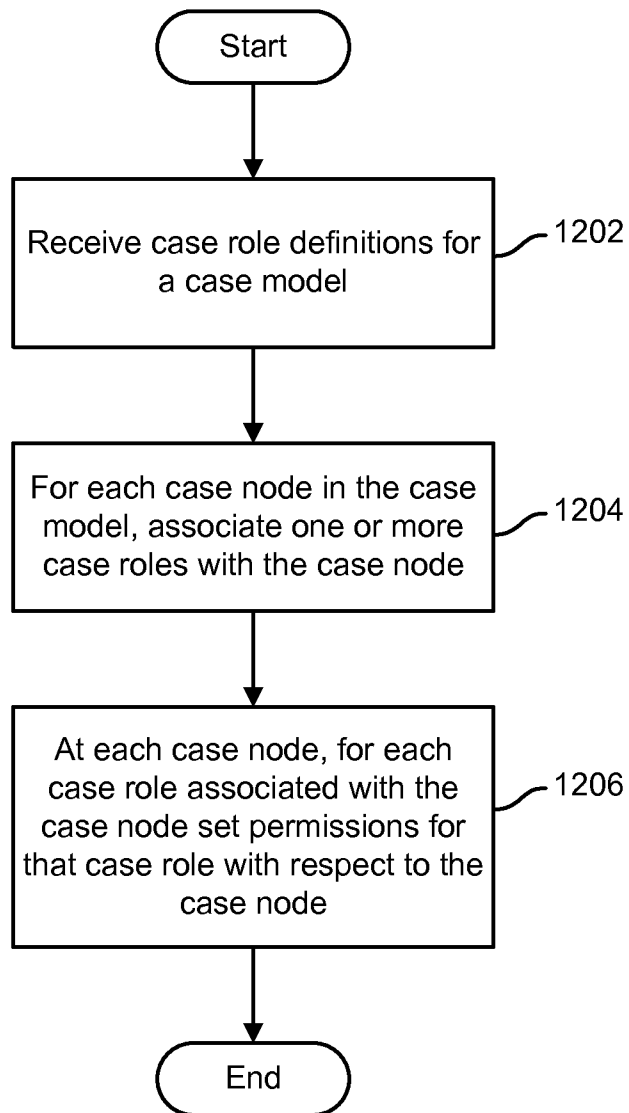 Start
Receive case role definitions for
a case model
1202
For each case node in the case
model, associate one or more
case roles with the case node
1204
At each case node, for each
case role associated with the
case node set permissions for
that case role with respect to the
case node
1206
End